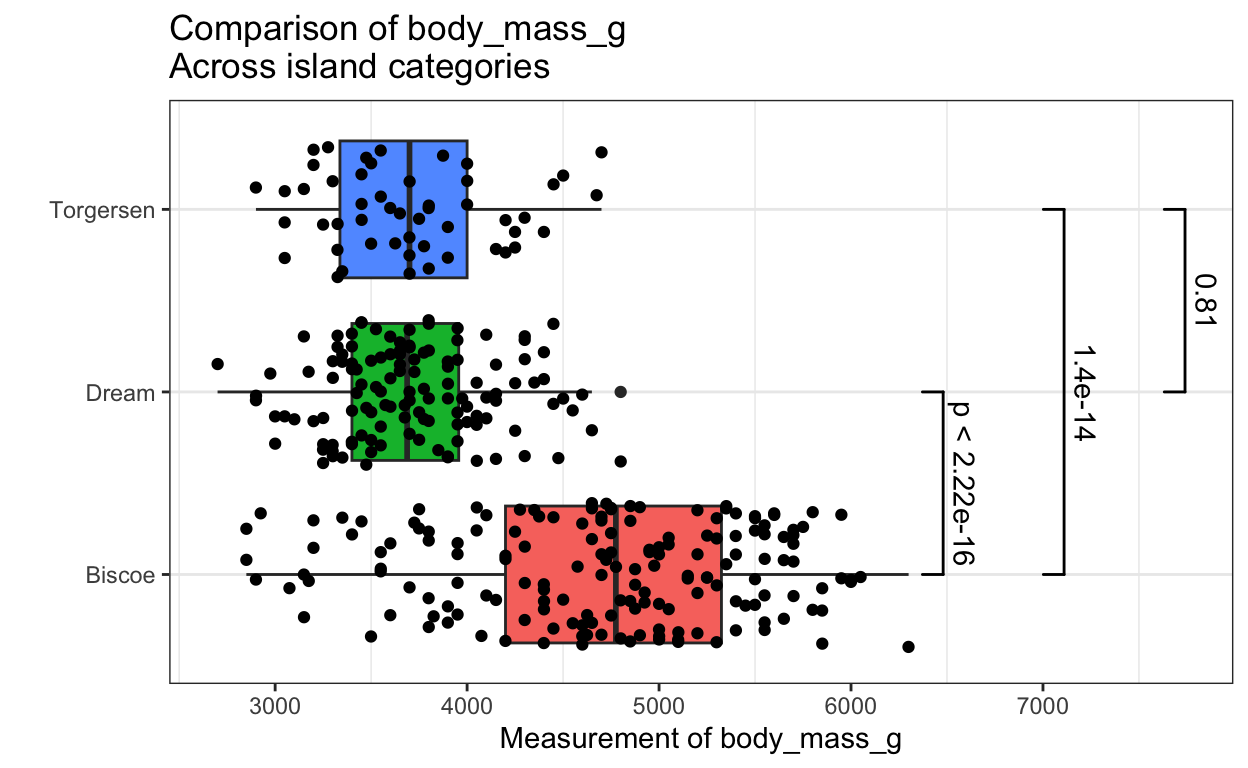 Comparison of body_mass_g
Across island categories
Torgersen
Dream
Biscoe
0.81
1.4e-14
p < 2.22e-16
3000 4000 5000 6000 7000
Measurement of body_mass_g